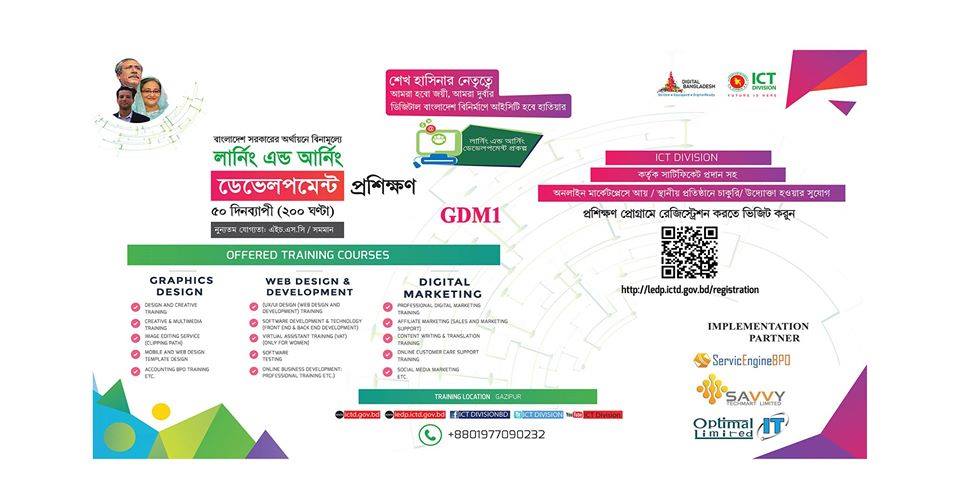 শেখ হাসিনার নেতৃত্বে
আমরা হবো জয়ী, আমরা দুর্বার
ডিজিটাল বাংলাদেশ বিনির্মাণে আইসিটি হবে হাতিয়ার
DIGITAL
BANGLADESH
ICT
DIVISION
FUTURE IS HERE
বাংলাদেশ সরকারের অর্থায়নে বিনামূল্যে
লার্নিং এন্ড আর্নিং
ডেভেলপমেন্ট প্রশিক্ষণ
৫০ দিনব্যাপী (২০০ ঘণ্টা)
নুন্যতম যোগ্যতা: এইচ.এস.সি / সমমান
লার্নিং এন্ড আর্নিং
ডেভেলপমেন্ট প্রকল্প
GDM1
ICT DIVISION
কর্তৃক সার্টিফিকেট প্রদান সহ
অনলাইন মার্কেটপ্লেসে আয় / স্থানীয় প্রতিষ্ঠানে চাকুরি/ উদ্যোক্তা হওয়ার সুযোগ
প্রশিক্ষণ প্রোগ্রামে রেজিস্ট্রেশন করতে ভিজিট করুন
http://ledp.ictd.gov.bd/registration
OFFERED TRAINING COURSES
GRAPHICS
DESIGN
DESIGN AND CREATIVE
TRAINING
CREATIVE & MULTIMEDIA
TRAINING
IMAGE EDITING SERVICE
(CLIPPING PATH)
MOBILE AND WEB DESIGN
TEMPLATE DESIGN
ACCOUNTING BPO TRAINING
ETC.
WEB DESIGN &
DEVELOPMENT
(UX/UI DESIGN (WEB DESIGN AND
DEVELOPMENT) TRAINING
SOFTWARE DEVELOPMENT & TECHNOLOGY
(FRONT END & BACK END DEVELOPMENT)
VIRTUAL ASSISTANT TRAINING (VAT)
(ONLY FOR WOMEN)
SOFTWARE
TESTING
ONLINE BUSINESS DEVELOPMENT:
PROFESSIONAL TRAINING ETC.)
DIGITAL
MARKETING
PROFESSIONAL DIGITAL MARKETING
TRAINING
AFFILIATE MARKETING (SALES AND MARKETING
SUPPORT)
CONTENT WRITING & TRANSLATION
TRAINING
ONLINE CUSTOMER CARE SUPPORT
TRAINING
SOCIAL MEDIA MARKETING
ETC.
TRAINING LOCATION GAZIPUR
ictd.gov.bd ledp.ictd.gov.bd ICT DIVISIONBD ICT DIVISION YouTube ICT Division
+8801977090232
IMPLEMENTATION
PARTNER
ServicEngineBPO
SAVVY
TECHMART LIMITED
Optimal
Limited IT